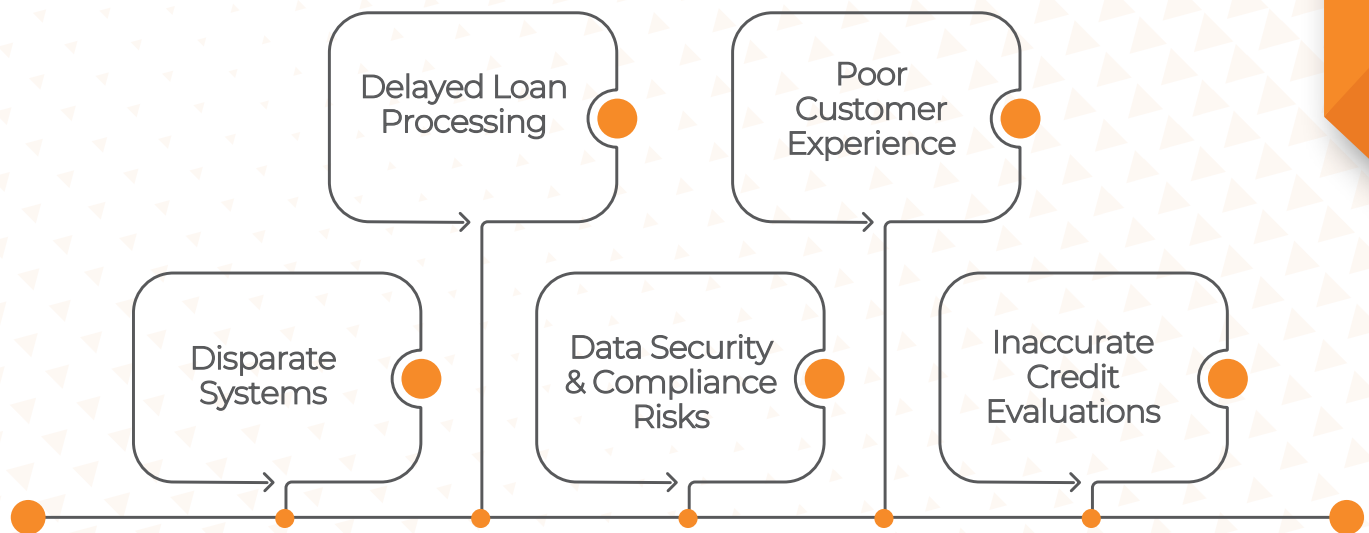 Delayed Loan
Processing
Poor
Customer
Experience
Disparate
Systems
Data Security
& Compliance
Risks
Inaccurate
Credit
Evaluations